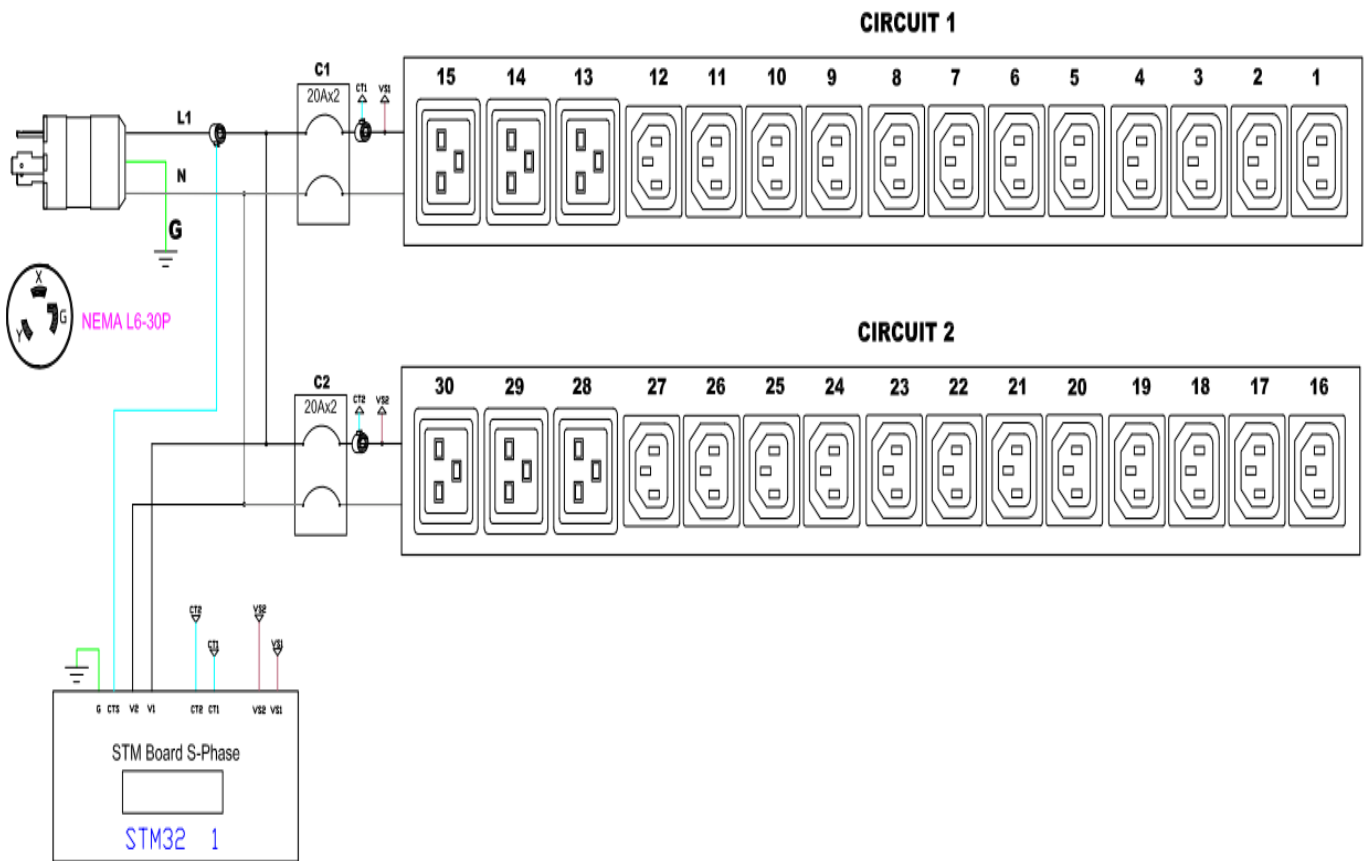 CIRCUIT 1
C1
20Ax2
CT1 VS1
15 14 13 12 11 10 9 8 7 6 5 4 3 2 1
L1
N
G
X
Y
G
NEMA L6-30P
CIRCUIT 2
C2
20Ax2
CT2 VS2
30 29 28 27 26 25 24 23 22 21 20 19 18 17 16
CT2 VS2
CT1 VS1
G CTS V2 V1 CT2 CT1 VS2 VS1
STM Board S-Phase
STM32 1